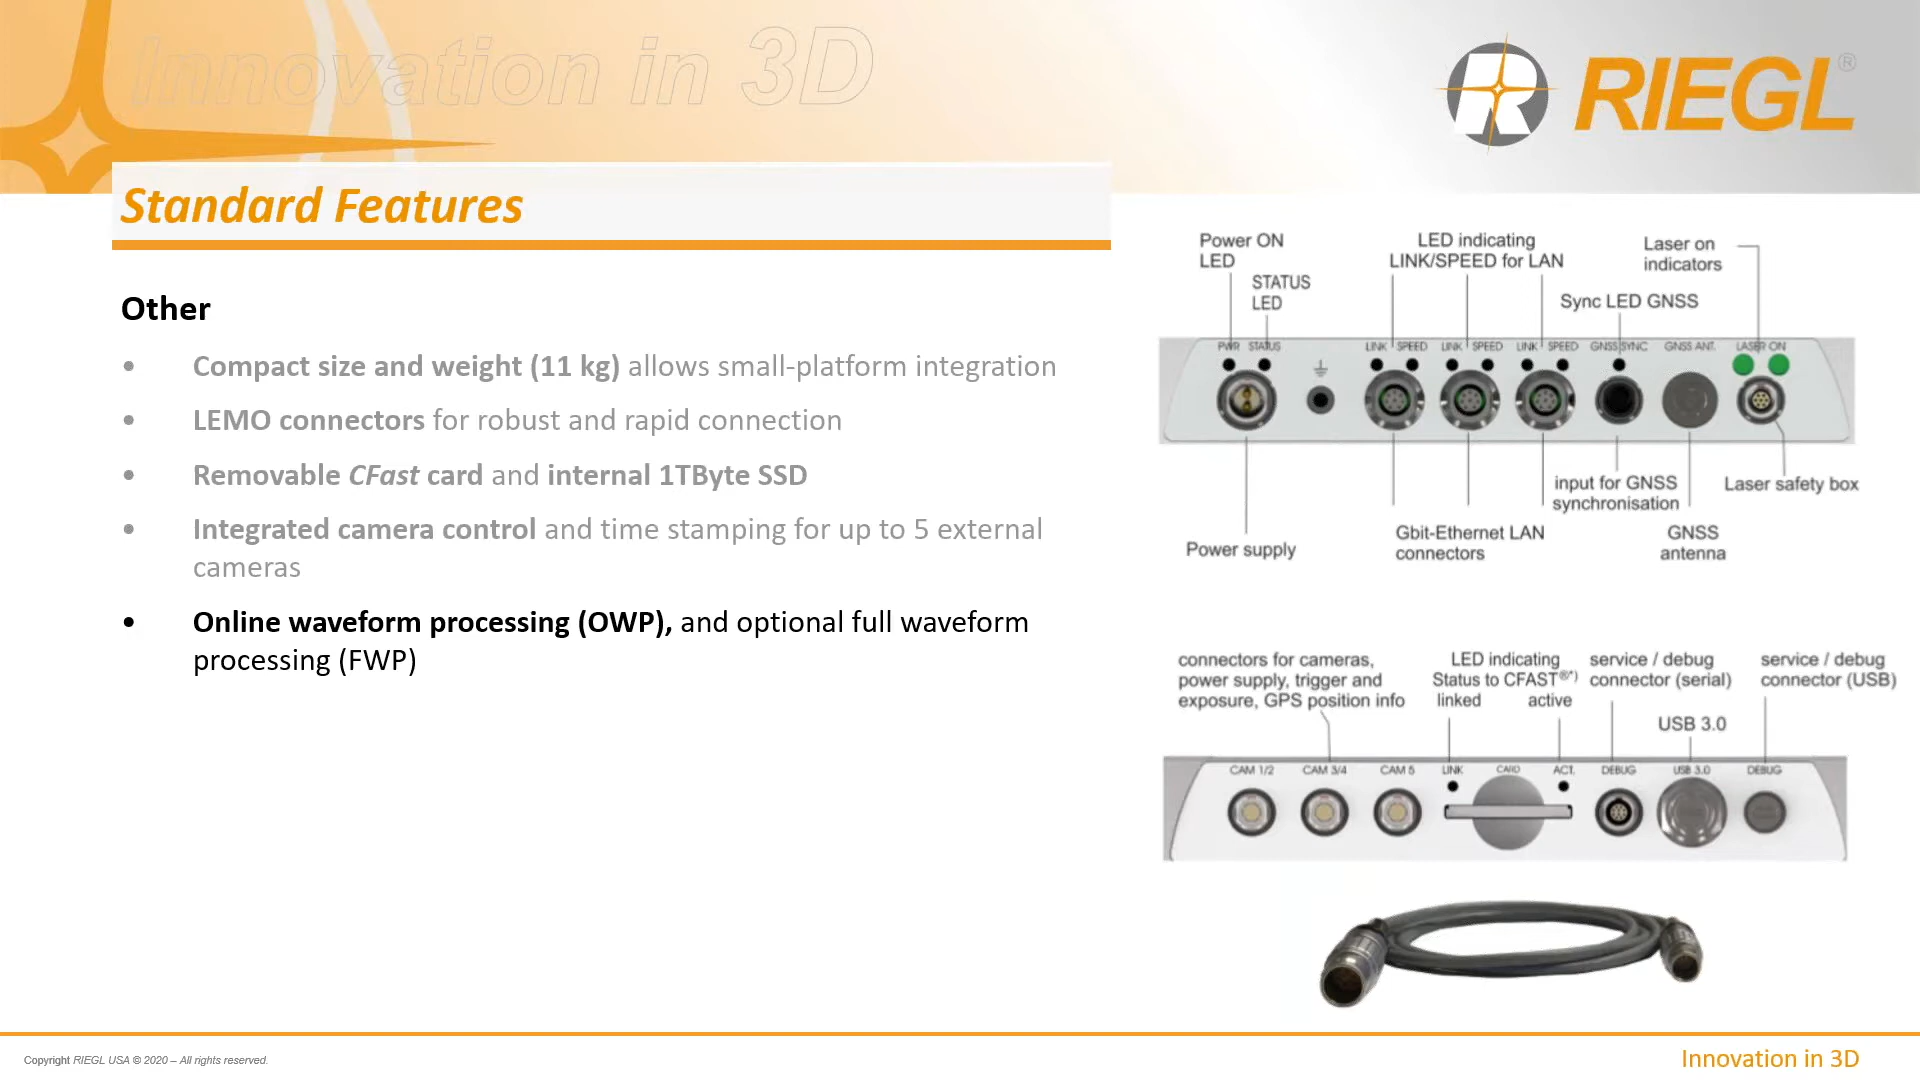 Innovation in 3D
RIEGL®
Standard Features
Other
• Compact size and weight (11 kg) allows small-platform integration
• LEMO connectors for robust and rapid connection
• Removable CFast card and internal 1TByte SSD
• Integrated camera control and time stamping for up to 5 external
cameras
• Online waveform processing (OWP), and optional full waveform
processing (FWP)
Power ON
LED
STATUS
LED
LED indicating
LINK/SPEED for LAN
Laser on
indicators
Sync LED GNSS
PWR STATUS LINK SPEED LINK SPEED LINK SPEED GNSS SYNC GNSS ANT. LASER ON
Power supply
Gbit-Ethernet LAN
connectors
input for GNSS
synchronisation
GNSS
antenna
Laser safety box
connectors for cameras,
power supply, trigger and
exposure, GPS position info
LED indicating
Status to CFAST®*)
linked active
service / debug
connector (serial)
USB 3.0
service / debug
connector (USB)
CAM 1/2 CAM 3/4 CAM 5 LINK CARD ACT. DEBUG USB 3.0 DEBUG
Copyright RIEGL USA © 2020 – All rights reserved.
Innovation in 3D